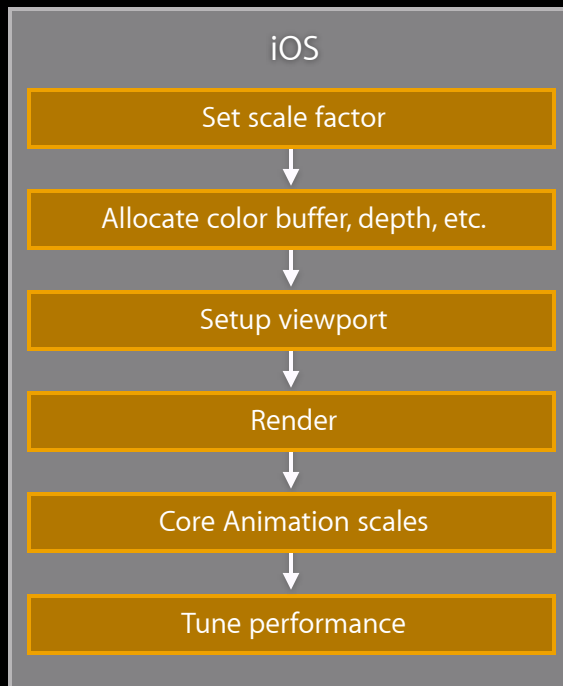 iOS
Set scale factor
Allocate color buffer, depth, etc.
Setup viewport
Render
Core Animation scales
Tune performance